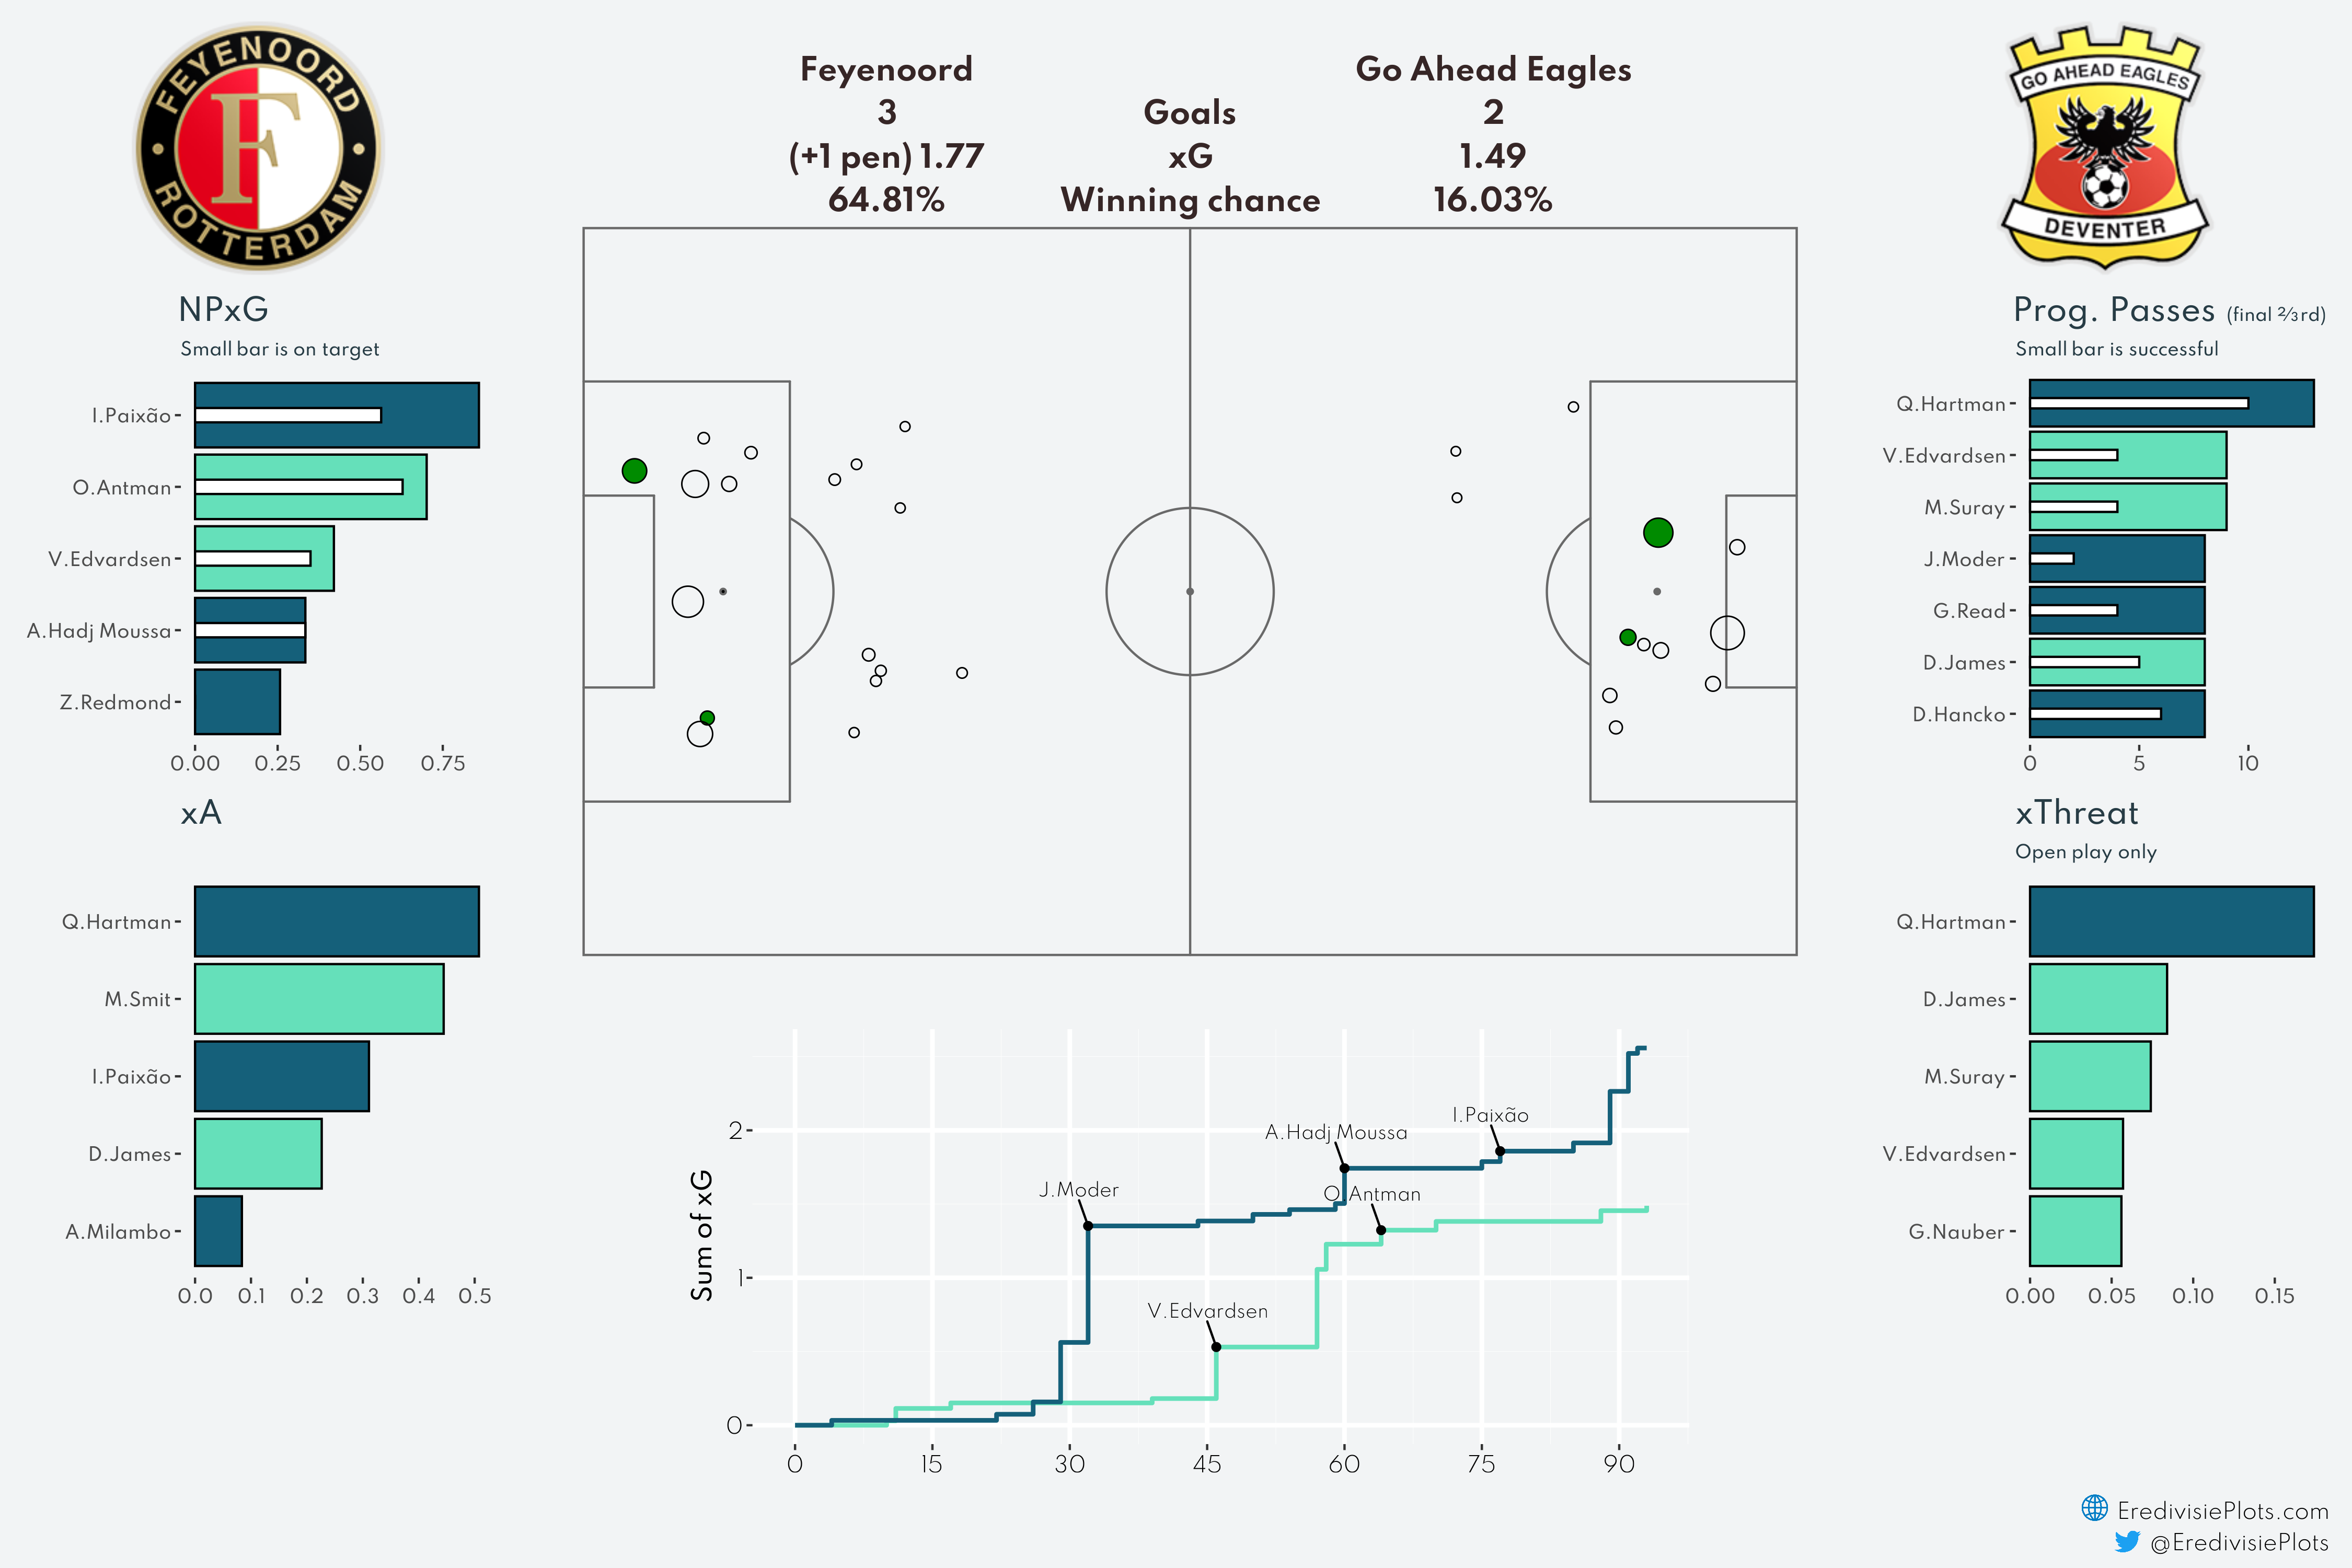 FEYENOORD
ROTTERDAM
F
Feyenoord
Go Ahead Eagles
3
Goals
2
(+1 pen) 1.77
xG
1.49
64.81%
Winning chance
16.03%
GO AHEAD EAGLES
DEVENTER
NPxG
Small bar is on target
I.Paixão
O.Antman
V.Edvardsen
A.Hadj Moussa
Z.Redmond
0.00 0.25 0.50 0.75
xA
Q.Hartman
M.Smit
I.Paixão
D.James
A.Milambo
0.0 0.1 0.2 0.3 0.4 0.5
Sum of xG
2
1
0
J.Moder
A.Hadj Moussa
I.Paixão
O.Antman
V.Edvardsen
0 15 30 45 60 75 90
Prog. Passes (final ⅔rd)
Small bar is successful
Q.Hartman
V.Edvardsen
M.Suray
J.Moder
G.Read
D.James
D.Hancko
0 5 10
xThreat
Open play only
Q.Hartman
D.James
M.Suray
V.Edvardsen
G.Nauber
0.00 0.05 0.10 0.15
EredivisiePlots.com
@EredivisiePlots